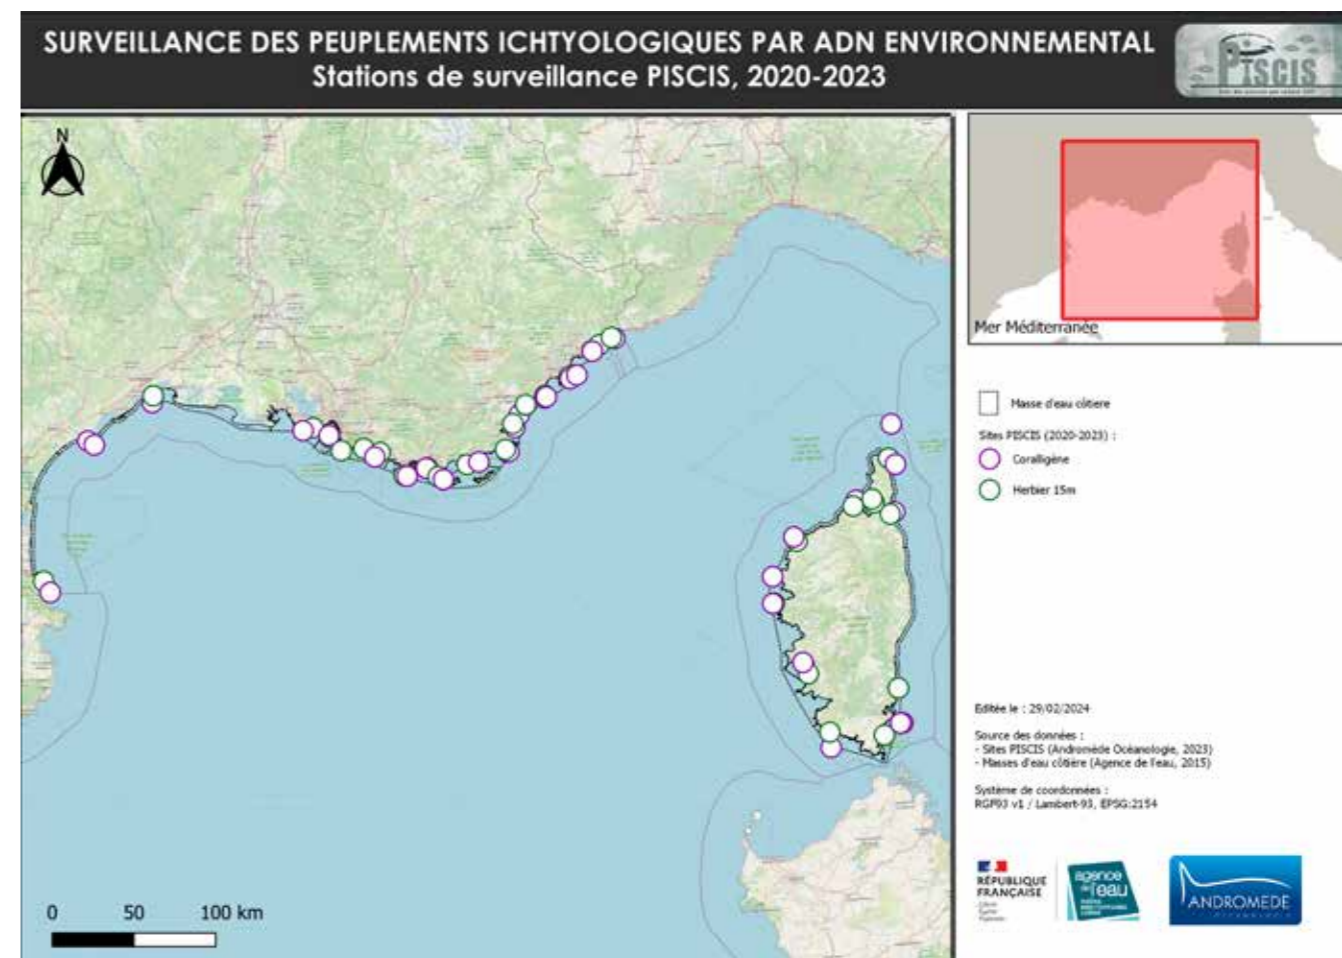 SURVEILLANCE DES PEUPLEMENTS ICHTYOLOGIQUES PAR ADN ENVIRONNEMENTAL
Stations de surveillance PISCIS, 2020-2023
PISCIS
N
Mer Méditerranée
Masse d'eau côtiere
Sites PISCIS (2020-2023) :
Coralligène
Herbier 15m
Editée le : 29/02/2024
Source des données :
- Sites PISCIS (Andromède Océanologie, 2023)
- Masses d'eau côtière (Agence de l'eau, 2015)
Système de coordonnées :
RGF93 v1 / Lambert-93, EPSG:2154
RÉPUBLIQUE
FRANÇAISE
agence
de l'eau
ANDROMEDE
0 50 100 km